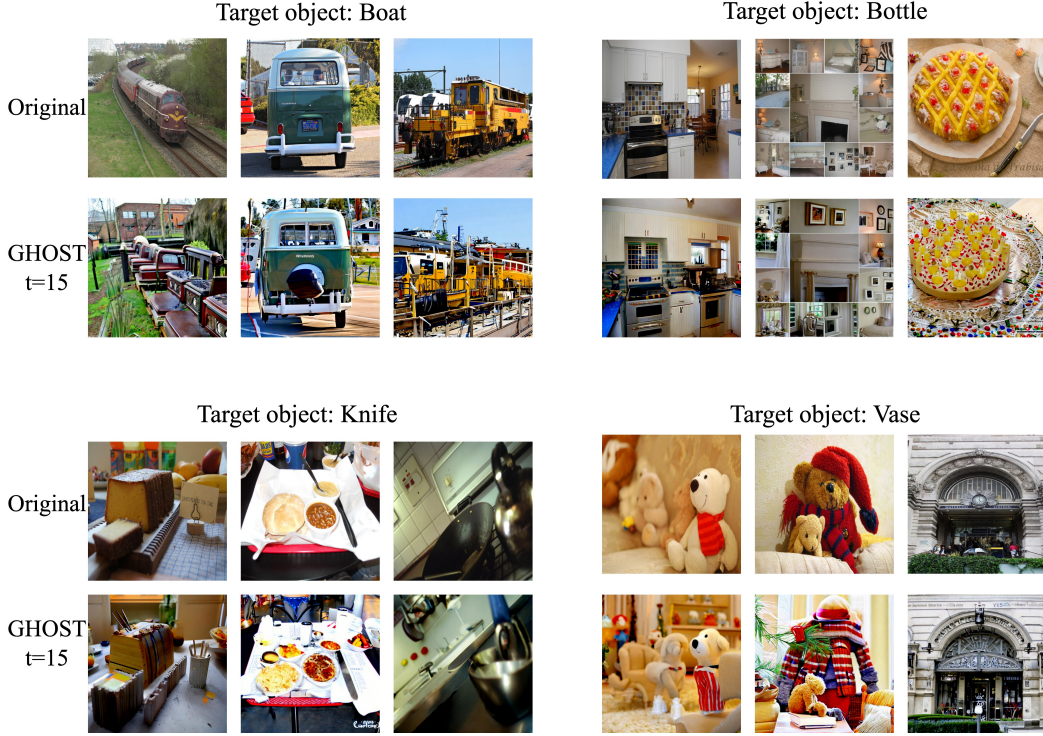 Target object: Boat
Target object: Bottle
Original
GHOST
t=15
Target object: Knife
Target object: Vase
Original
GHOST
t=15